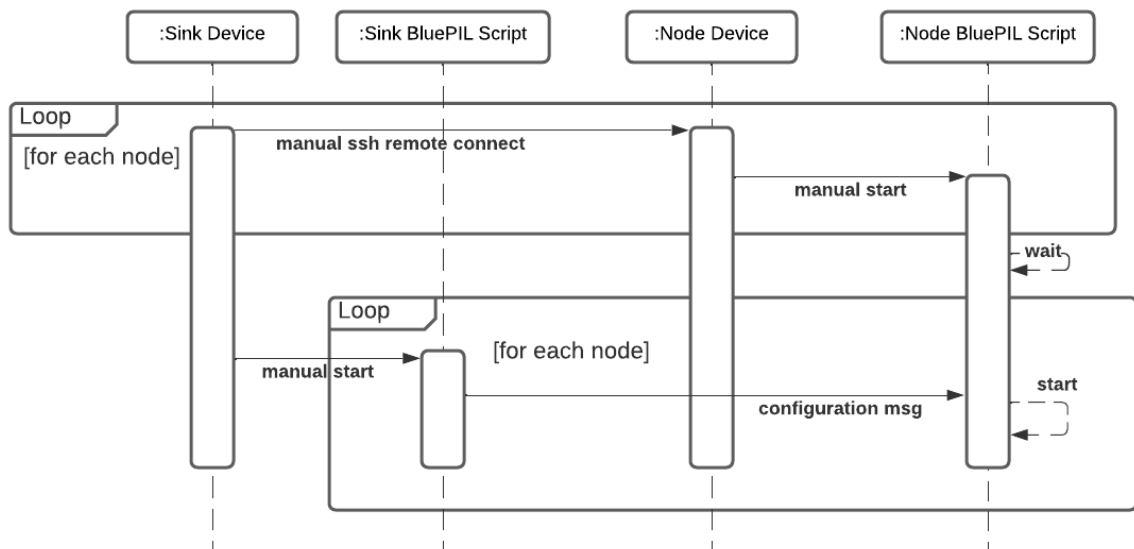 :Sink Device
:Sink BluePIL Script
:Node Device
:Node BluePIL Script
Loop
[for each node]
manual ssh remote connect
manual start
wait
Loop
[for each node]
manual start
start
configuration msg